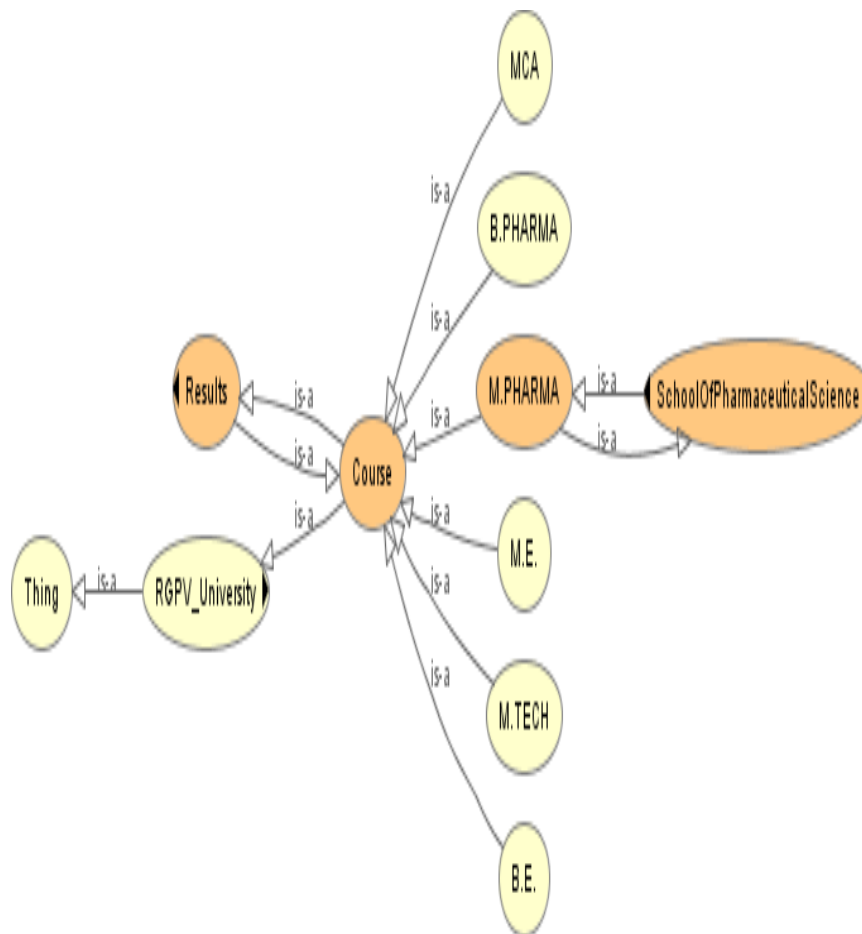 MCA
is-a
B.PHARMA
is-a
Results
is-a
M.PHARMA
is-a
SchoolOfPharmaceuticalScience
is-a
is-a
is-a
Course
is-a
is-a
M.E.
Thing
is-a
RGPV_University
is-a
M.TECH
is-a
B.E.